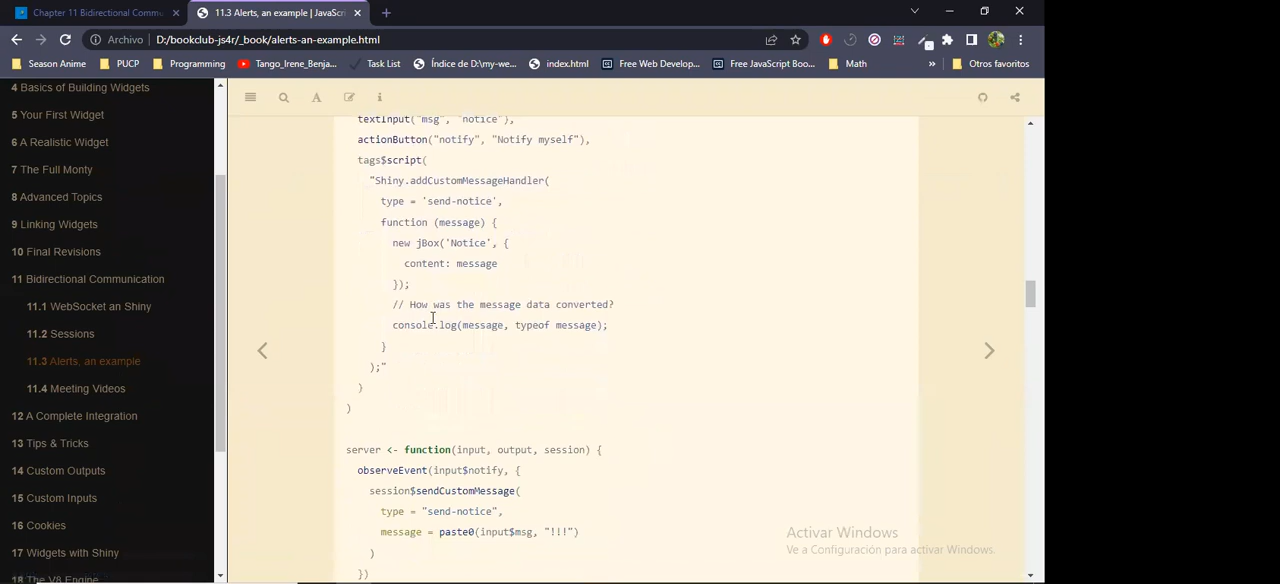 Chapter 11 Bidirectional Commu
11.3 Alerts, an example | JavaScri
Archivo
D:/bookclub-js4r/_book/alerts-an-example.html
Season Anime
PUCP
Programming
Tango_Irene_Benja...
Task List
Índice de D:\my-we...
index.html
Free Web Develop...
Free JavaScript Boo...
Math
»
Otros favoritos
4 Basics of Building Widgets
5 Your First Widget
6 A Realistic Widget
7 The Full Monty
8 Advanced Topics
9 Linking Widgets
10 Final Revisions
11 Bidirectional Communication
11.1 WebSocket an Shiny
11.2 Sessions
11.3 Alerts, an example
11.4 Meeting Videos
12 A Complete Integration
13 Tips & Tricks
14 Custom Outputs
15 Custom Inputs
16 Cookies
17 Widgets with Shiny
18 The V8 Engine
textInput("msg", "notice"),
actionButton("notify", "Notify myself"),
tags$script(
"Shiny.addCustomMessageHandler(
type = 'send-notice',
function (message) {
new jBox('Notice', {
content: message
});
// How was the message data converted?
console.log(message, typeof message);
}
);"
)
)
server <- function(input, output, session) {
observeEvent(input$notify, {
session$sendCustomMessage(
type = "send-notice",
message = paste0(input$msg, "!!!")
)
})
Activar Windows
Ve a Configuración para activar Windows.